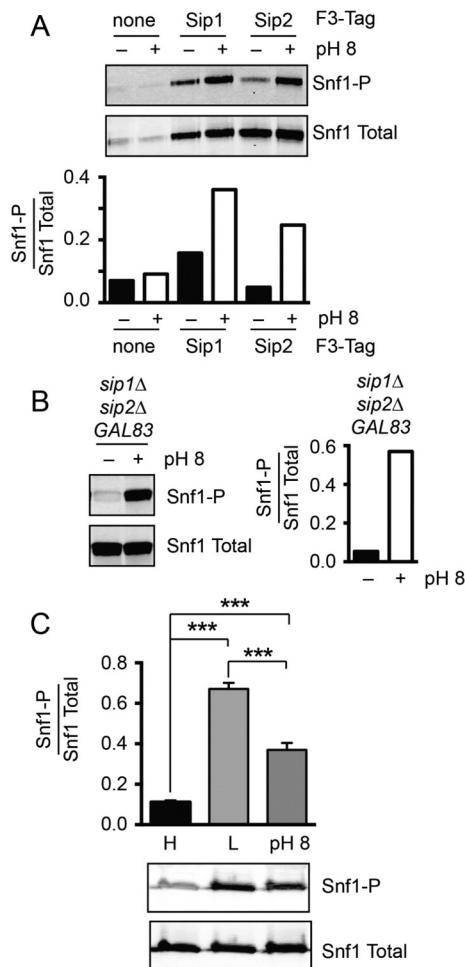 A
none Sip1 Sip2 F3-Tag
– + – + – + pH 8
Snf1-P
Snf1 Total
Snf1-P
Snf1 Total
0.4
0.2
0.0
– + – + – + pH 8
none Sip1 Sip2 F3-Tag
B
sip1Δ
sip2Δ
GAL83
– + pH 8
Snf1-P
Snf1 Total
sip1Δ
sip2Δ
GAL83
Snf1-P
Snf1 Total
0.6
0.4
0.2
0.0
– + pH 8
C
***
***
***
Snf1-P
Snf1 Total
0.8
0.6
0.4
0.2
0.0
H L pH 8
Snf1-P
Snf1 Total